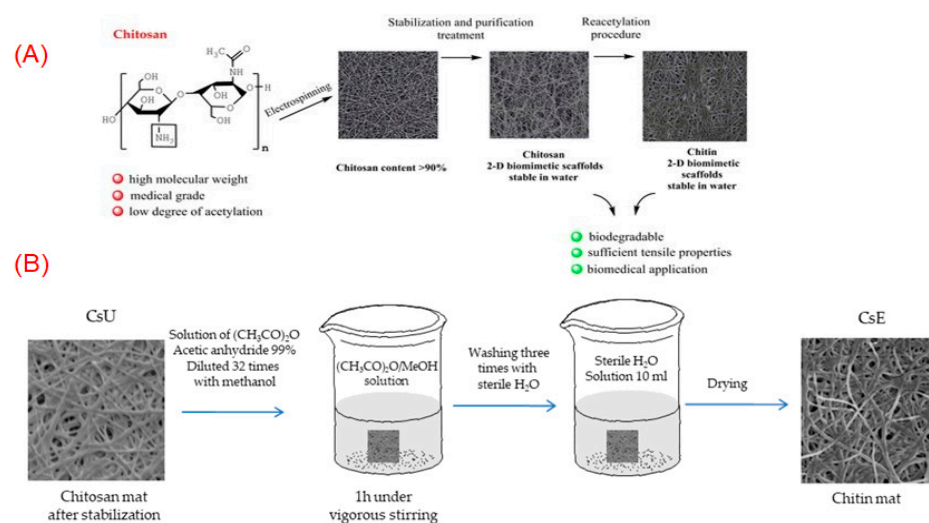 (A)
Chitosan
Stabilization and purification
treatment
Reacetylation
procedure
CH₃
O
NH
OH
O
OH
O
HO
HO
NH₂
O
OH
O
H
n
Electrospinning
Chitosan content >90%
Chitosan
2-D biomimetic scaffolds
stable in water
Chitin
2-D biomimetic
scaffolds
stable in water
high molecular weight
medical grade
low degree of acetylation
biodegradable
sufficient tensile properties
biomedical application
(B)
CsU
Solution of (CH₃CO)₂O
Acetic anhydride 99%
Diluted 32 times
with methanol
(CH₃CO)₂O/MeOH
solution
Washing three
times with
sterile H₂O
Sterile H₂O
Solution 10 ml
Drying
CsE
Chitosan mat
after stabilization
1h under
vigorous stirring
Chitin mat